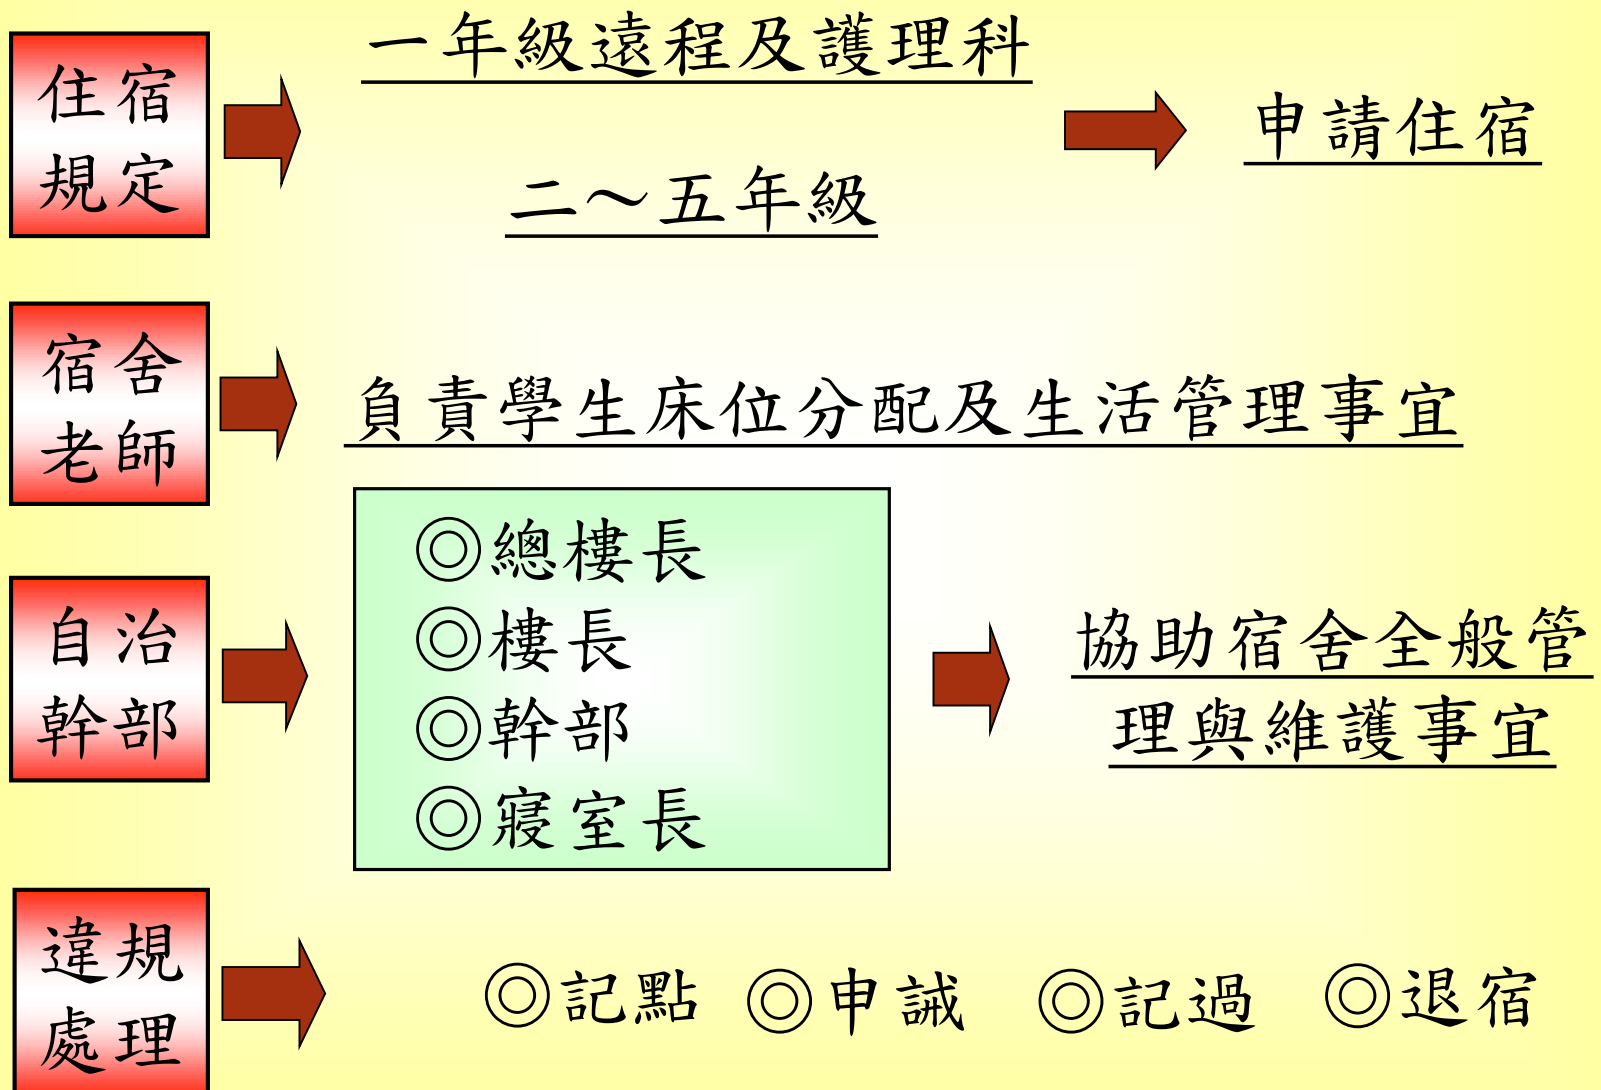 住宿
規定
一年級遠程及護理科
二～五年級
申請住宿
宿舍
老師
負責學生床位分配及生活管理事宜
自治
幹部
◎總樓長
◎樓長
◎幹部
◎寢室長
協助宿舍全般管
理與維護事宜
違規
處理
◎記點 ◎申誡 ◎記過 ◎退宿